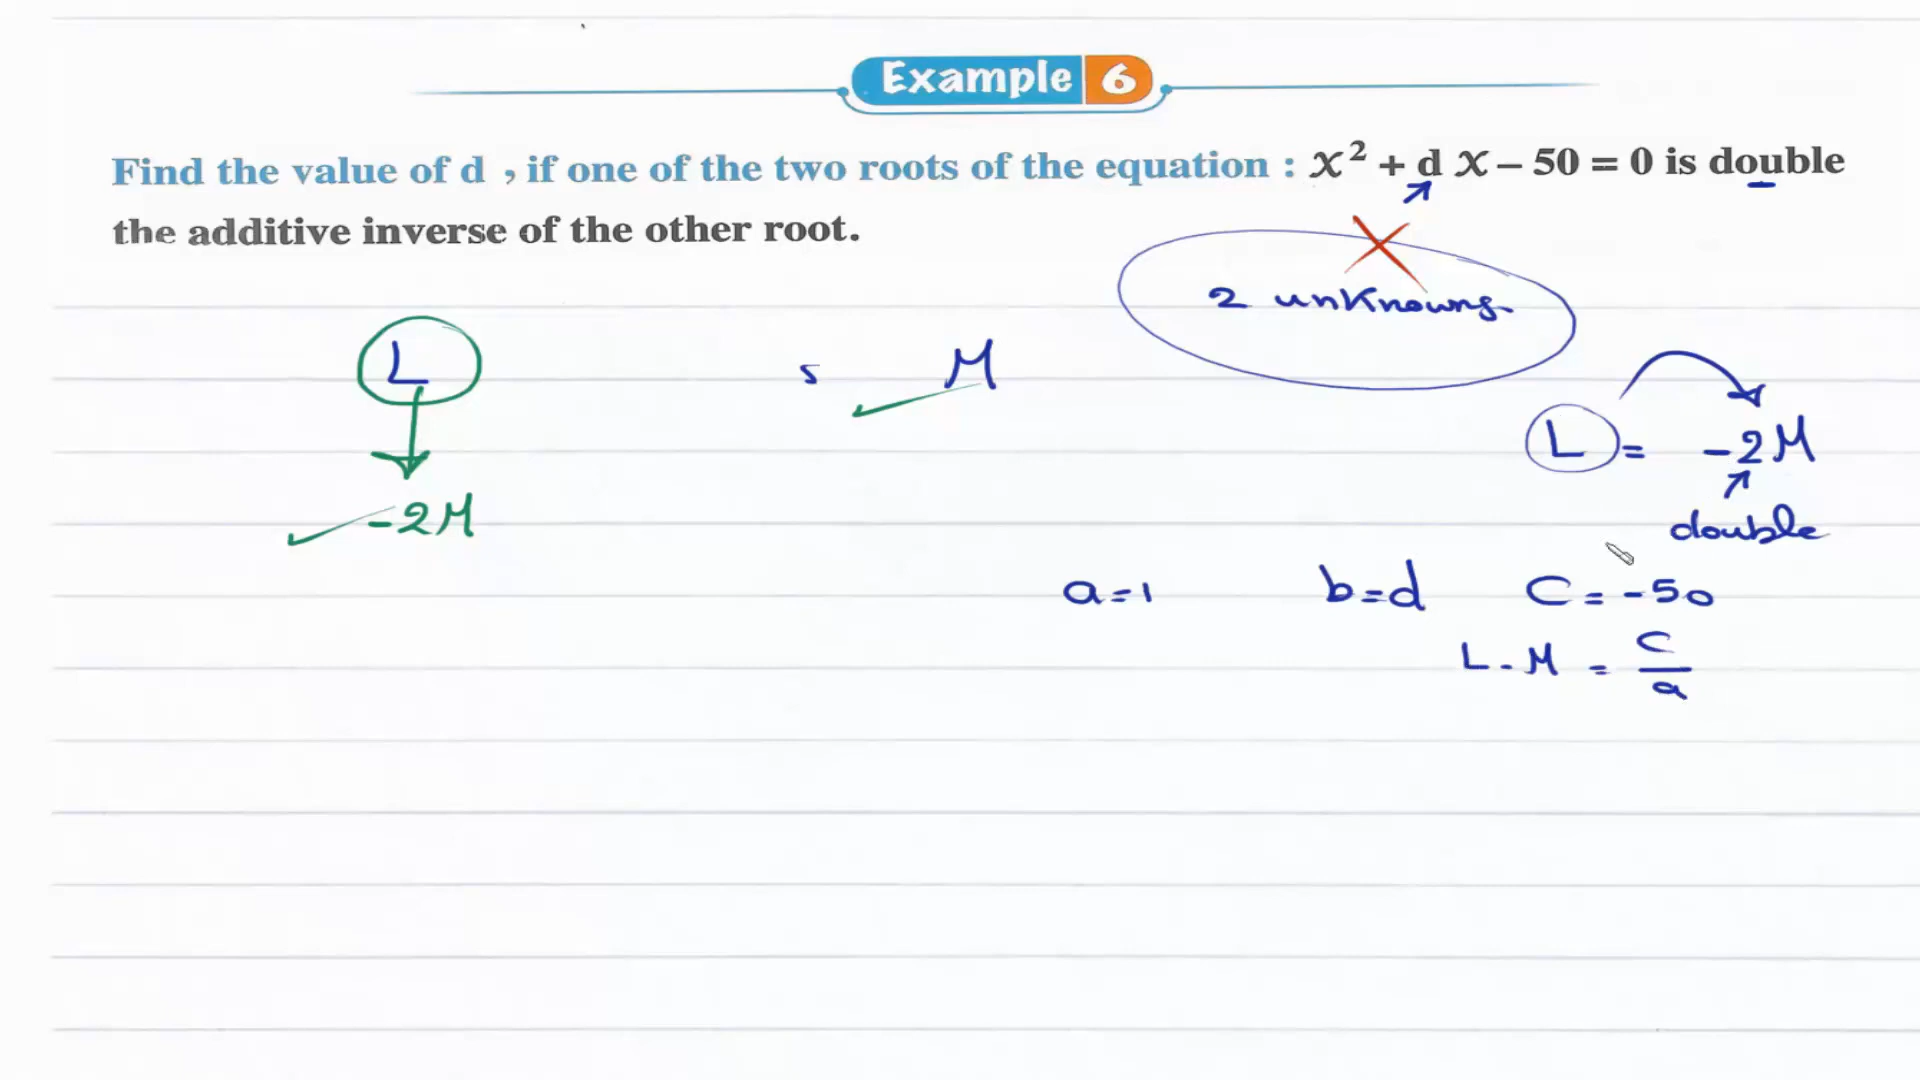 Example 6
Find the value of d , if one of the two roots of the equation : x² + d x – 50 = 0 is double
the additive inverse of the other root.
2 unknowns
L , M
L = -2M
-2M
double
a=1 b=d C=-50
L.M = C/a